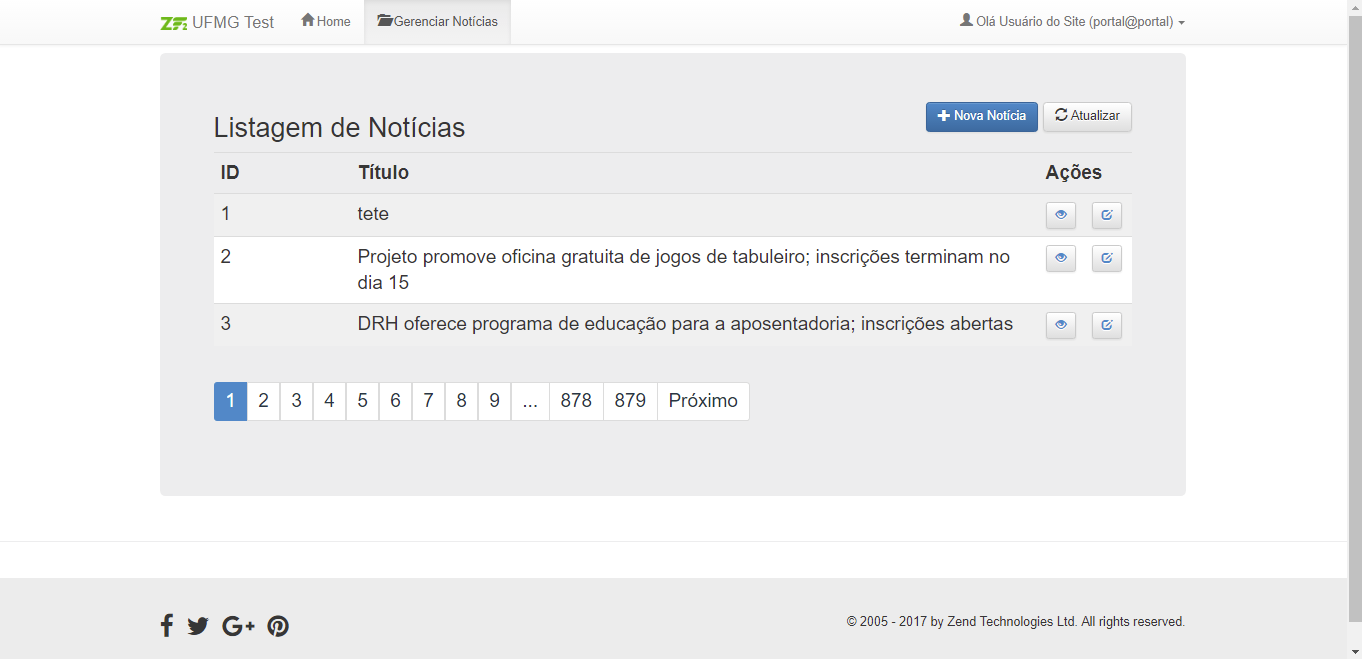 ZF2 UFMG Test Home Gerenciar Notícias Olá Usuário do Site (portal@portal)
Listagem de Notícias
Nova Notícia Atualizar
ID Título Ações
1 tete
2 Projeto promove oficina gratuita de jogos de tabuleiro; inscrições terminam no
dia 15
3 DRH oferece programa de educação para a aposentadoria; inscrições abertas
1 2 3 4 5 6 7 8 9 ... 878 879 Próximo
© 2005 - 2017 by Zend Technologies Ltd. All rights reserved.